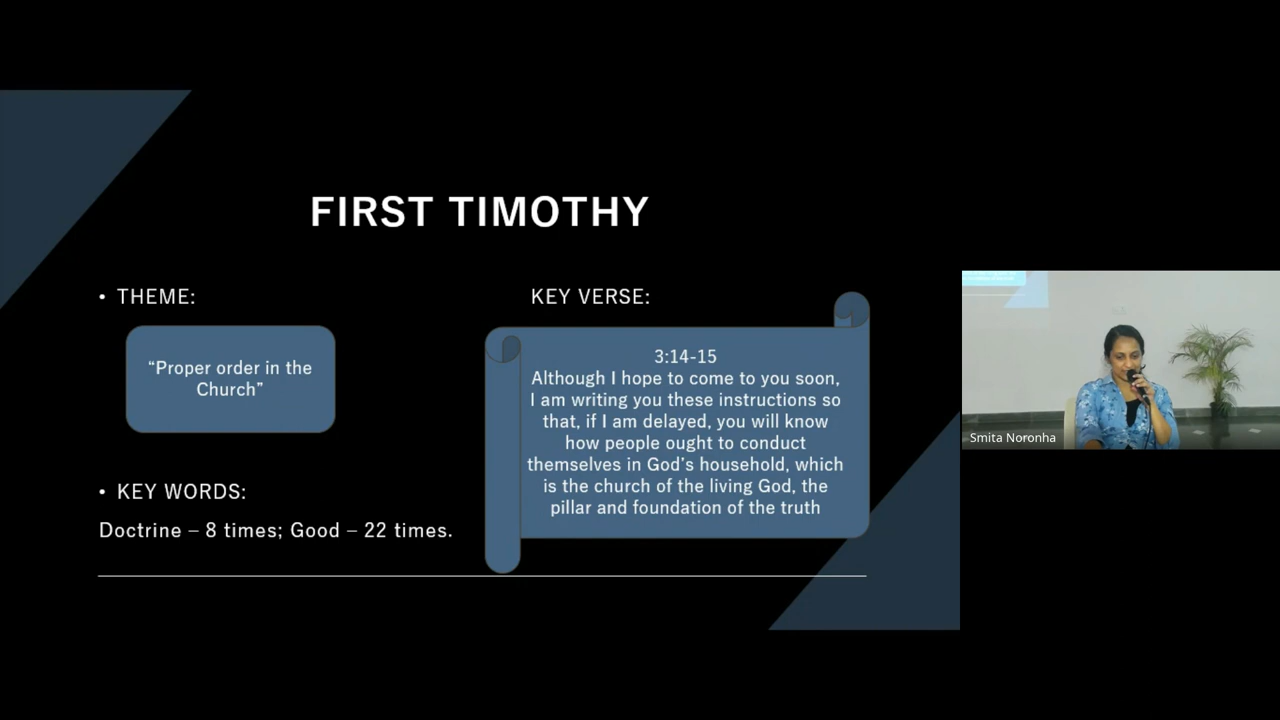 FIRST TIMOTHY
• THEME:
“Proper order in the
Church”
• KEY WORDS:
Doctrine – 8 times; Good – 22 times.
KEY VERSE:
3:14-15
Although I hope to come to you soon,
I am writing you these instructions so
that, if I am delayed, you will know
how people ought to conduct
themselves in God’s household, which
is the church of the living God, the
pillar and foundation of the truth
Smita Noronha